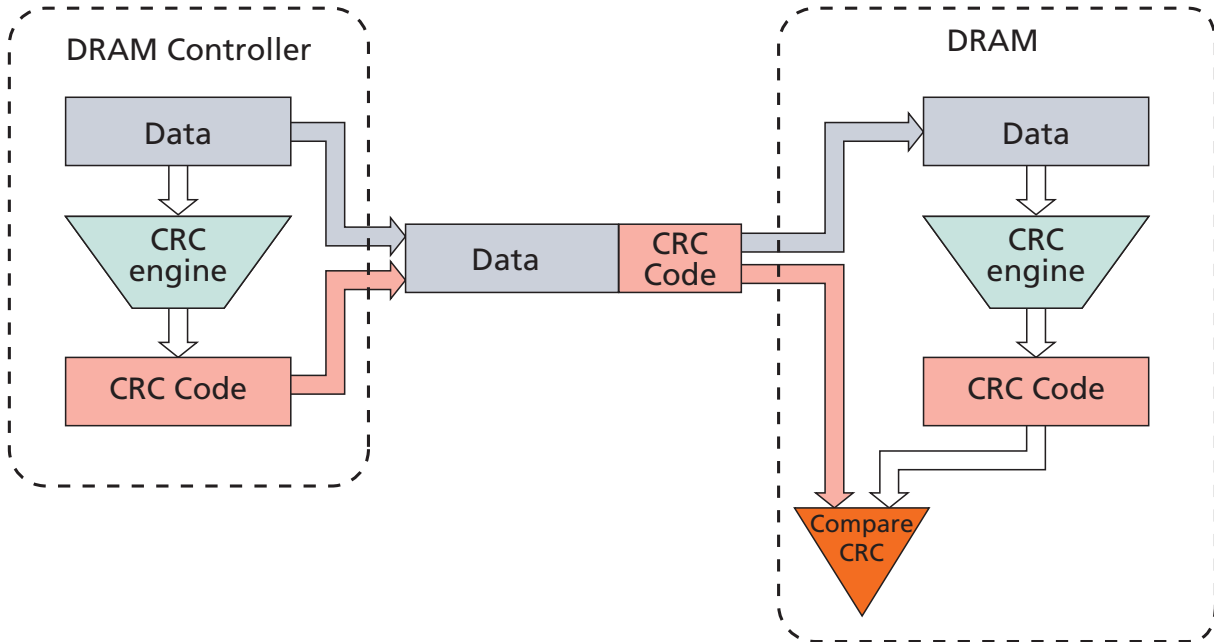 DRAM Controller
Data
CRC
engine
CRC Code
Data
CRC
Code
DRAM
Data
CRC
engine
CRC Code
Compare
CRC